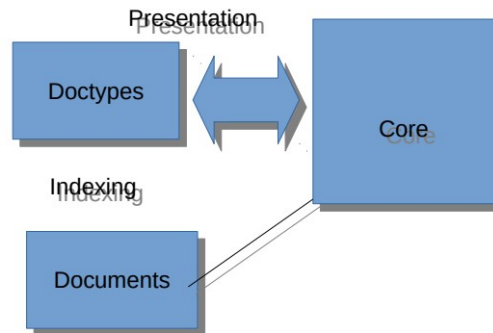 Presentation
Doctypes
Core
Indexing
Documents